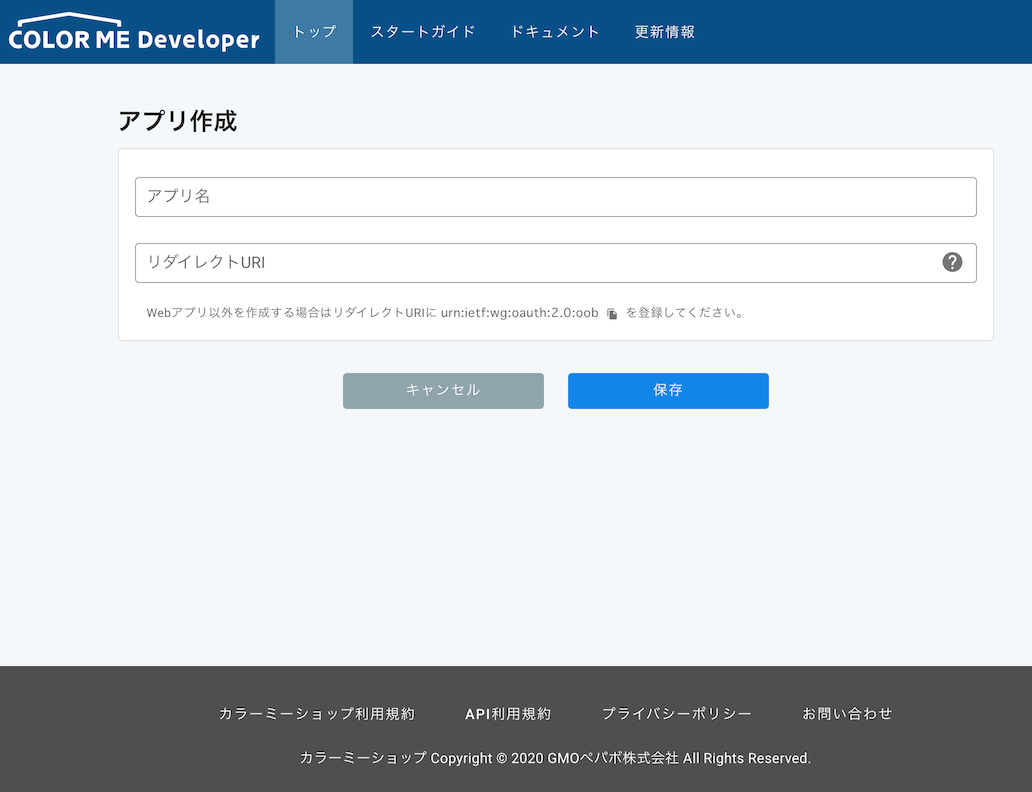 COLOR ME Developer トップ スタートガイド ドキュメント 更新情報
アプリ作成
アプリ名
リダイレクトURI ?
Webアプリ以外を作成する場合はリダイレクトURIに urn:ietf:wg:oauth:2.0:oob を登録してください。
キャンセル 保存
カラーミーショップ利用規約 API利用規約 プライバシーポリシー お問い合わせ
カラーミーショップ Copyright © 2020 GMOペパボ株式会社 All Rights Reserved.